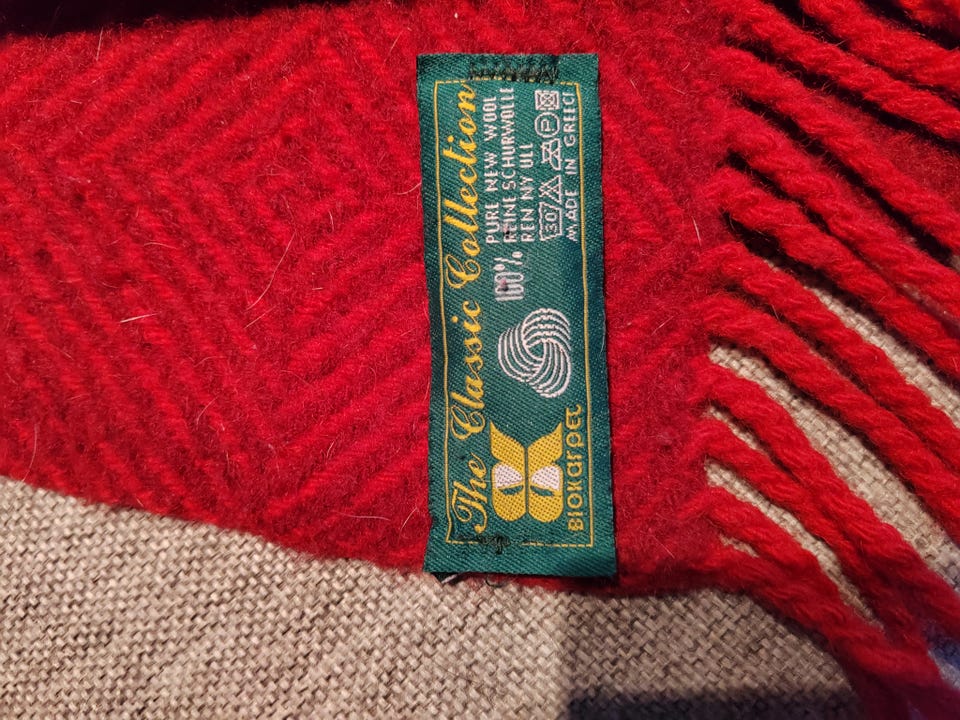 The Classic Collection
100% PURE NEW WOOL
REINE SCHURWOLLE
REN NY ULL
30 P
MADE IN GREECE
BIOKARPET